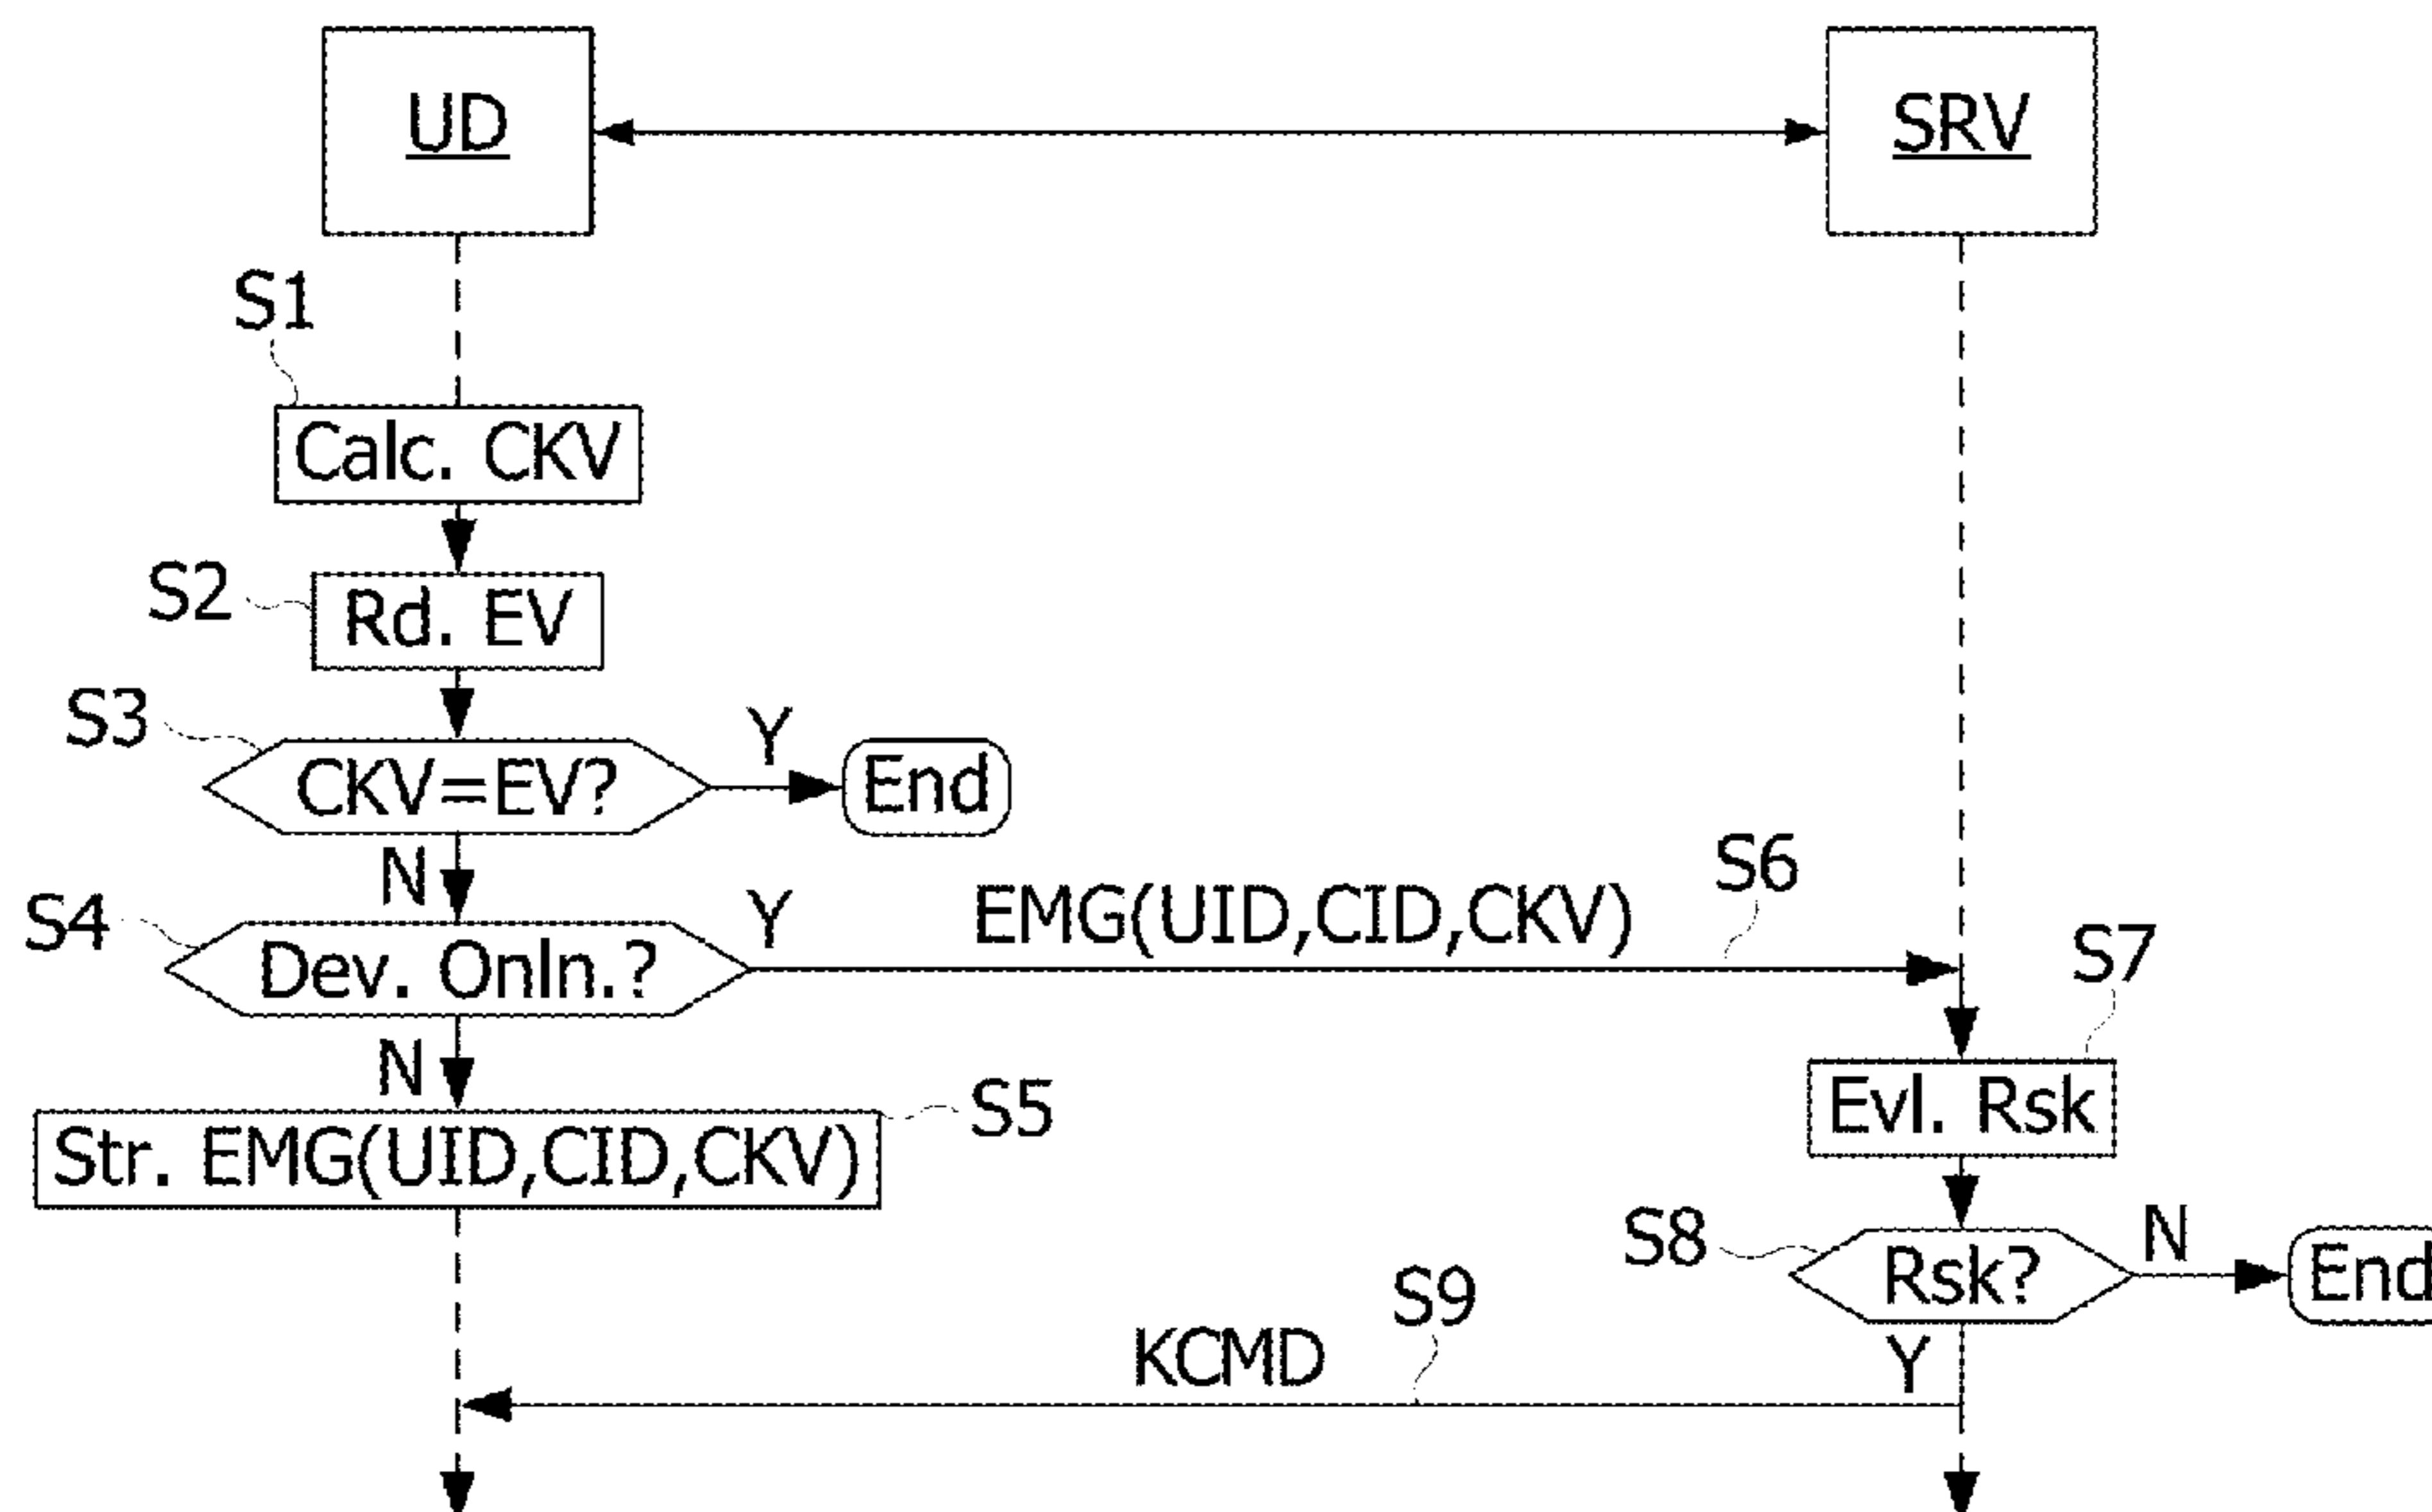 UD
SRV
S1
Calc. CKV
S2
Rd. EV
S3
CKV=EV?
Y
End
N
S4
Dev. Onln.?
Y
EMG(UID,CID,CKV)
S6
S7
N
Evl. Rsk
S5
Str. EMG(UID,CID,CKV)
S8
Rsk?
N
End
S9
KCMD
Y